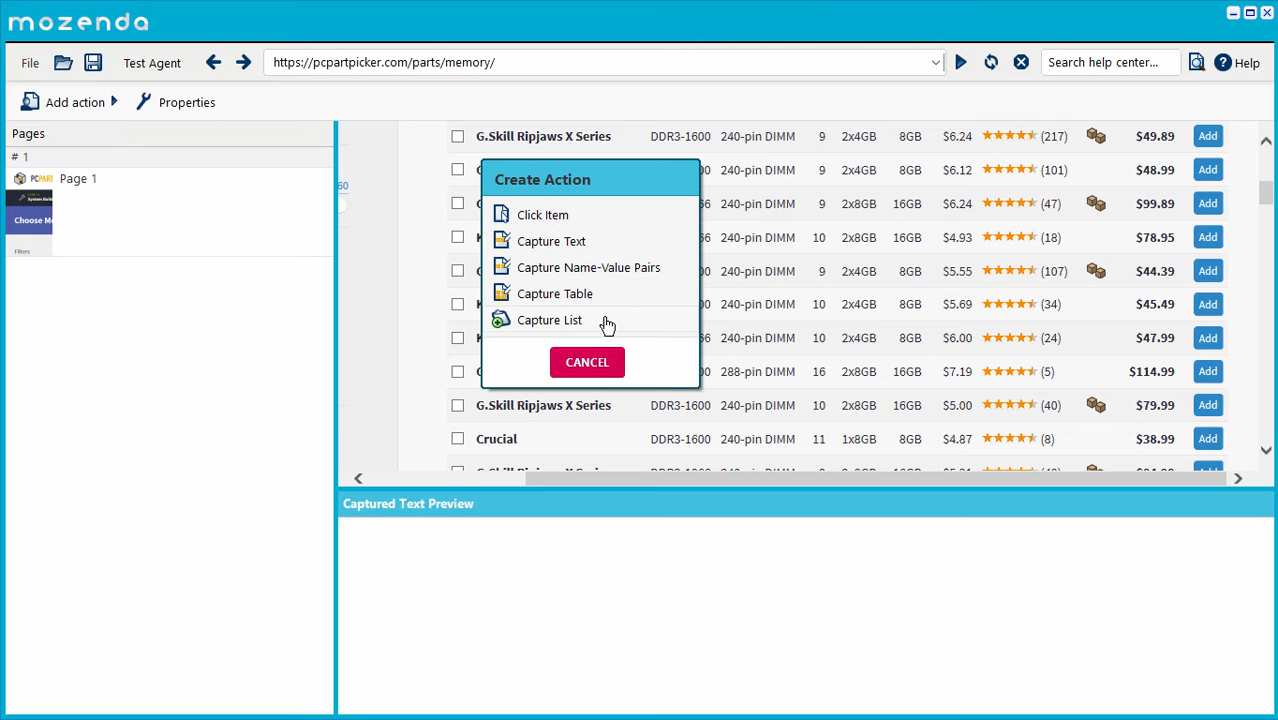 mozenda
File Test Agent https://pcpartpicker.com/parts/memory/ Search help center... Help
Add action Properties
Pages
# 1
PCPART Page 1
System Buil
Choose Me
Filters
60
G.Skill Ripjaws X Series DDR3-1600 240-pin DIMM 9 2x4GB 8GB $6.24 (217) $49.89 Add
240-pin DIMM 9 2x4GB 8GB $6.12 (101) $48.99 Add
240-pin DIMM 9 2x8GB 16GB $6.24 (47) $99.89 Add
240-pin DIMM 10 2x8GB 16GB $4.93 (18) $78.95 Add
240-pin DIMM 9 2x4GB 8GB $5.55 (107) $44.39 Add
240-pin DIMM 10 2x4GB 8GB $5.69 (34) $45.49 Add
240-pin DIMM 10 2x4GB 8GB $6.00 (24) $47.99 Add
288-pin DIMM 16 2x8GB 16GB $7.19 (5) $114.99 Add
G.Skill Ripjaws X Series DDR3-1600 240-pin DIMM 10 2x8GB 16GB $5.00 (40) $79.99 Add
Crucial DDR3-1600 240-pin DIMM 11 1x8GB 8GB $4.87 (8) $38.99 Add
Create Action
Click Item
Capture Text
Capture Name-Value Pairs
Capture Table
Capture List
CANCEL
Captured Text Preview